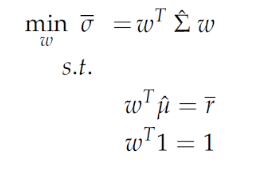 min σ̅ = wᵀ Σ̂ w
w
s.t.
wᵀ μ̂ = r̅
wᵀ1 = 1